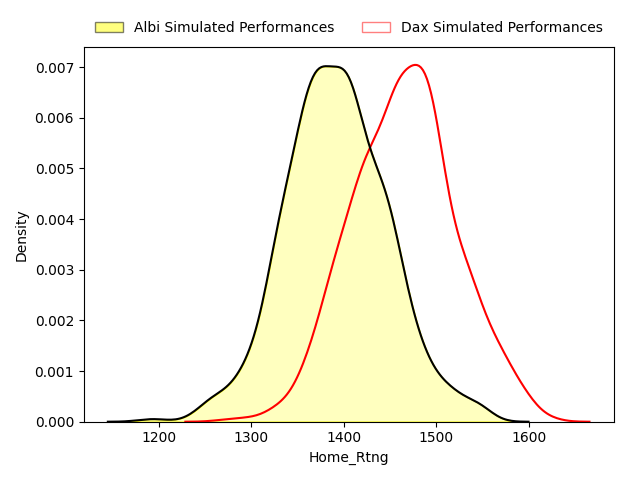 Albi Simulated Performances Dax Simulated Performances
0.007
0.006
0.005
0.004
0.003
0.002
0.001
0.000
Density
1200 1300 1400 1500 1600
Home_Rtng